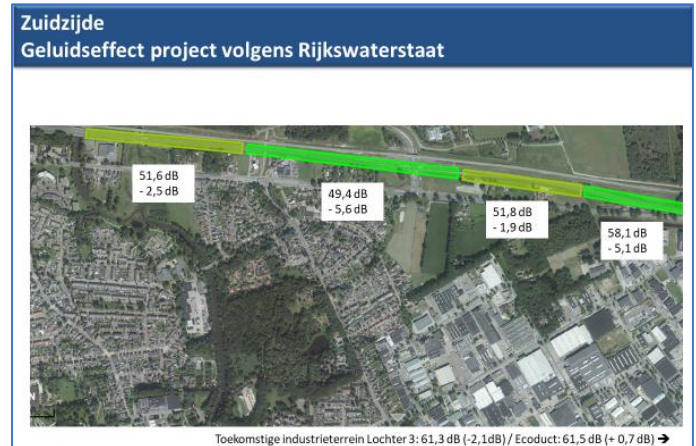 Zuidzijde
Geluidseffect project volgens Rijkswaterstaat
51,6 dB
- 2,5 dB
49,4 dB
- 5,6 dB
51,8 dB
- 1,9 dB
58,1 dB
- 5,1 dB
Toekomstige industrieterrein Lochter 3: 61,3 dB (-2,1dB) / Ecoduct: 61,5 dB (+ 0,7 dB) ➔